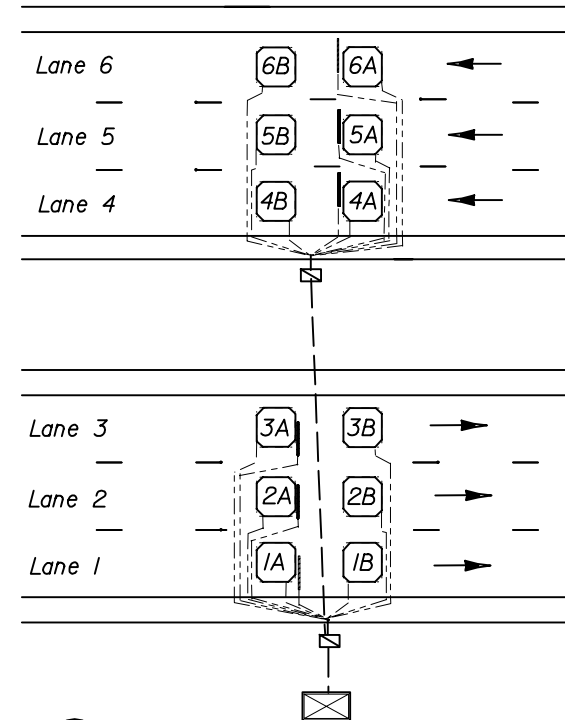 Lane 6 6B 6A
Lane 5 5B 5A
Lane 4 4B 4A
Lane 3 3A 3B
Lane 2 2A 2B
Lane 1 1A 1B